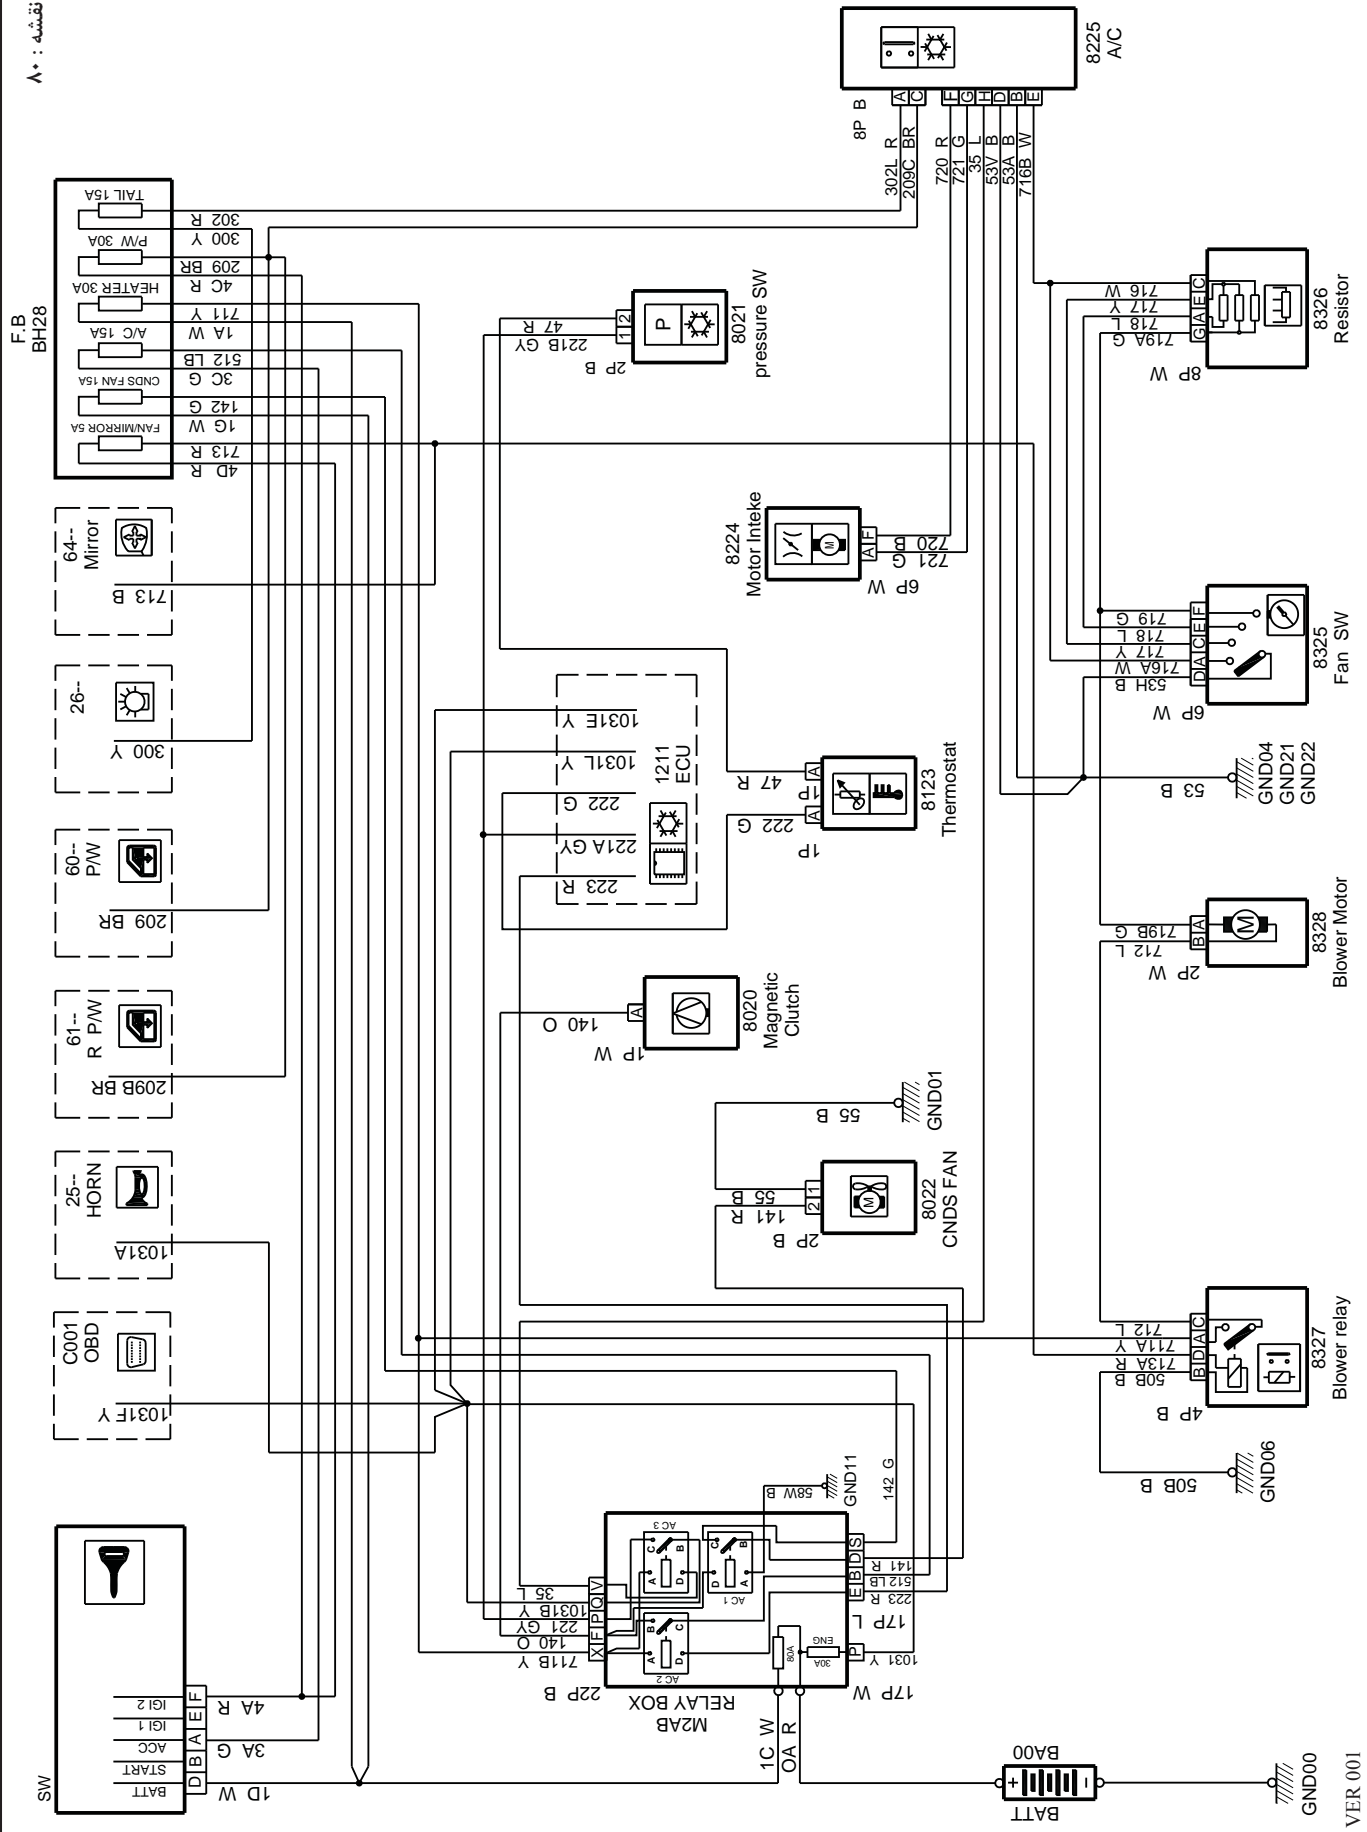 نقشه : ۸۰
F.B
BH28
TAIL 15A
302 R
300 Y
P/W 30A
209 BR
4C R
HEATER 30A
711 Y
1A W
A/C 15A
512 LB
3C G
CNDS FAN 15A
142 G
1G W
FAN/MIRROR 5A
713 R
4D R
64--
Mirror
713 B
26--
300 Y
60--
P/W
209 BR
61--
R P/W
209B BR
25--
HORN
1031A
C001
OBD
1031F Y
SW
IGI 2
IGI 1
ACC
START
BATT
F
E
A
B
D
4A R
3A G
1D W
8225
A/C
8P B
A
C
F
G
H
D
B
E
302L R
209C BR
720 R
721 G
35 L
53V B
53A B
716B W
8021
pressure SW
P
2
1
47 R
221B GY
2P B
8224
Motor Inteke
M
F
A
720 B
721 G
6P W
1211
ECU
1031E Y
1031L Y
222 G
221A GY
223 R
8123
Thermostat
A
1P
47 R
A
1P
222 G
8020
Magnetic
Clutch
A
140 O
1P W
55 B
GND01
8022
CNDS FAN
M
1
2
55 B
141 R
2P B
8326
Resistor
C
E
A
G
716 W
717 Y
718 L
719A G
8P W
8325
Fan SW
F
E
C
A
D
719 G
718 L
717 Y
716A W
53H B
6P W
53 B
GND04
GND21
GND22
8328
Blower Motor
M
A
B
719B G
712 L
2P W
8327
Blower relay
C
A
D
B
712 L
711A Y
713A R
50B B
4P B
50B B
GND06
58W B
GND11
142 G
V
Q
P
F
X
35 L
1031B Y
221 GY
140 O
711B Y
22P B
AC 3
C
B
A
D
AC 1
C
B
D
A
AC 2
B
C
A
D
80A
30A
ENG
S
D
B
E
141 R
512 LB
223 R
17P L
P
1031 Y
17P W
M2AB
RELAY BOX
1C W
OA R
BA00
+
-
BATT
GND00
VER 001